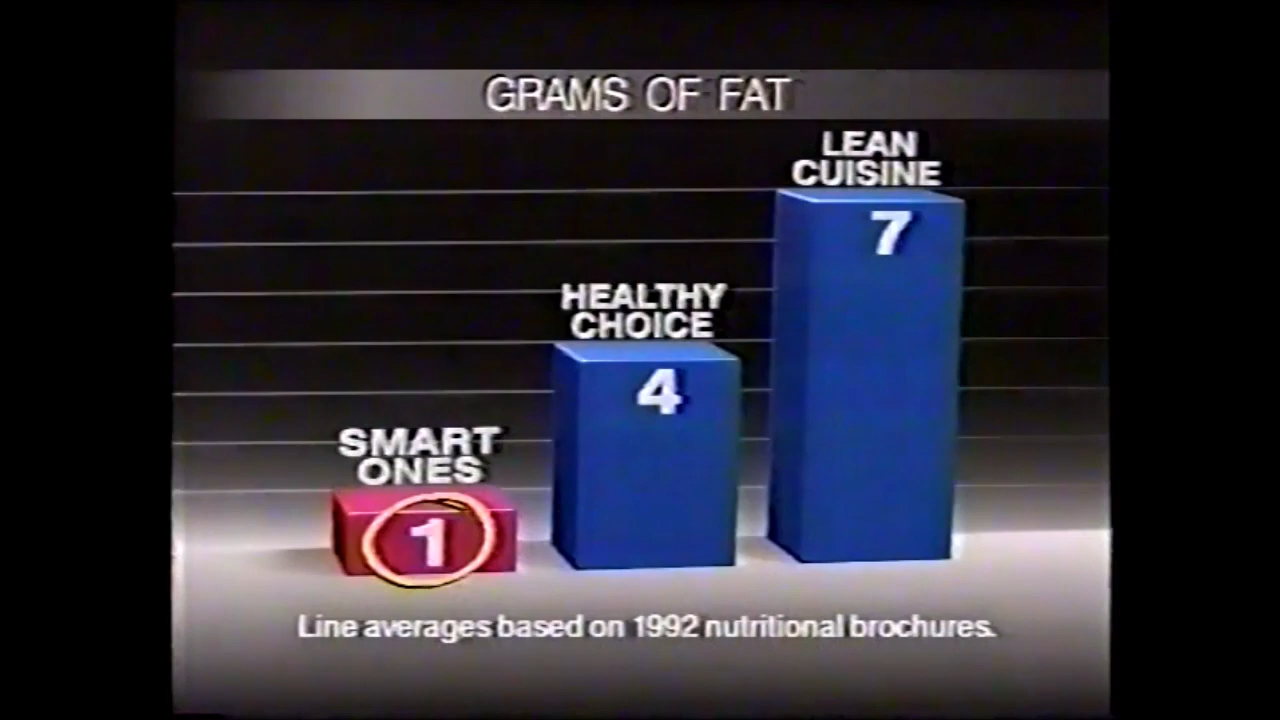 GRAMS OF FAT
LEAN
CUISINE
7
HEALTHY
CHOICE
4
SMART
ONES
1
Line averages based on 1992 nutritional brochures.